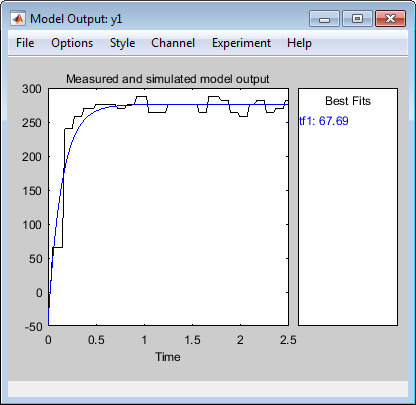 Model Output: y1
File Options Style Channel Experiment Help
Measured and simulated model output
Best Fits
tf1: 67.69
300
250
200
150
100
50
0
-50
0 0.5 1 1.5 2 2.5
Time